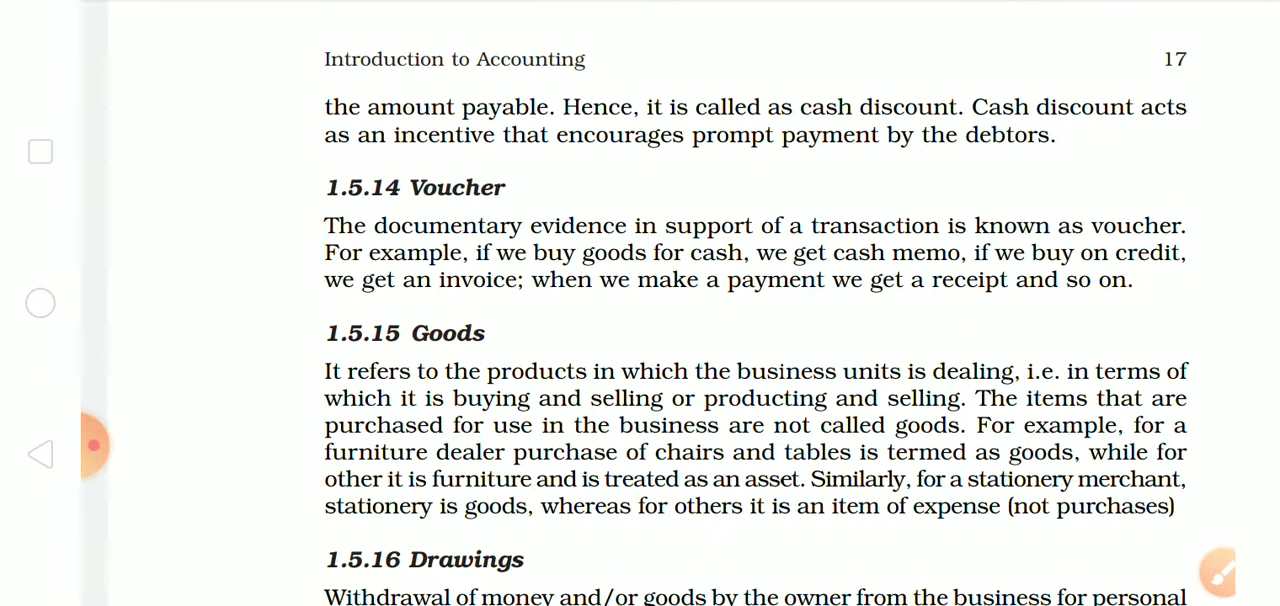 Introduction to Accounting 17
the amount payable. Hence, it is called as cash discount. Cash discount acts
as an incentive that encourages prompt payment by the debtors.
1.5.14 Voucher
The documentary evidence in support of a transaction is known as voucher.
For example, if we buy goods for cash, we get cash memo, if we buy on credit,
we get an invoice; when we make a payment we get a receipt and so on.
1.5.15 Goods
It refers to the products in which the business units is dealing, i.e. in terms of
which it is buying and selling or producting and selling. The items that are
purchased for use in the business are not called goods. For example, for a
furniture dealer purchase of chairs and tables is termed as goods, while for
other it is furniture and is treated as an asset. Similarly, for a stationery merchant,
stationery is goods, whereas for others it is an item of expense (not purchases)
1.5.16 Drawings
Withdrawal of money and/or goods by the owner from the business for personal